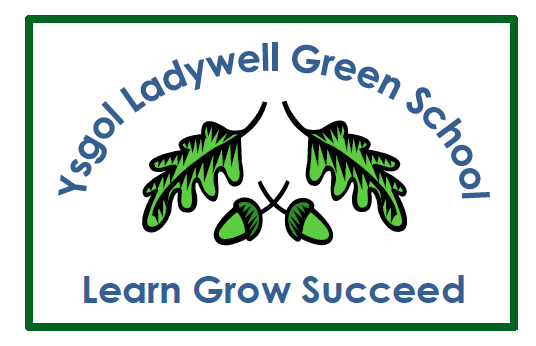 Ysgol Ladywell Green School
Learn Grow Succeed